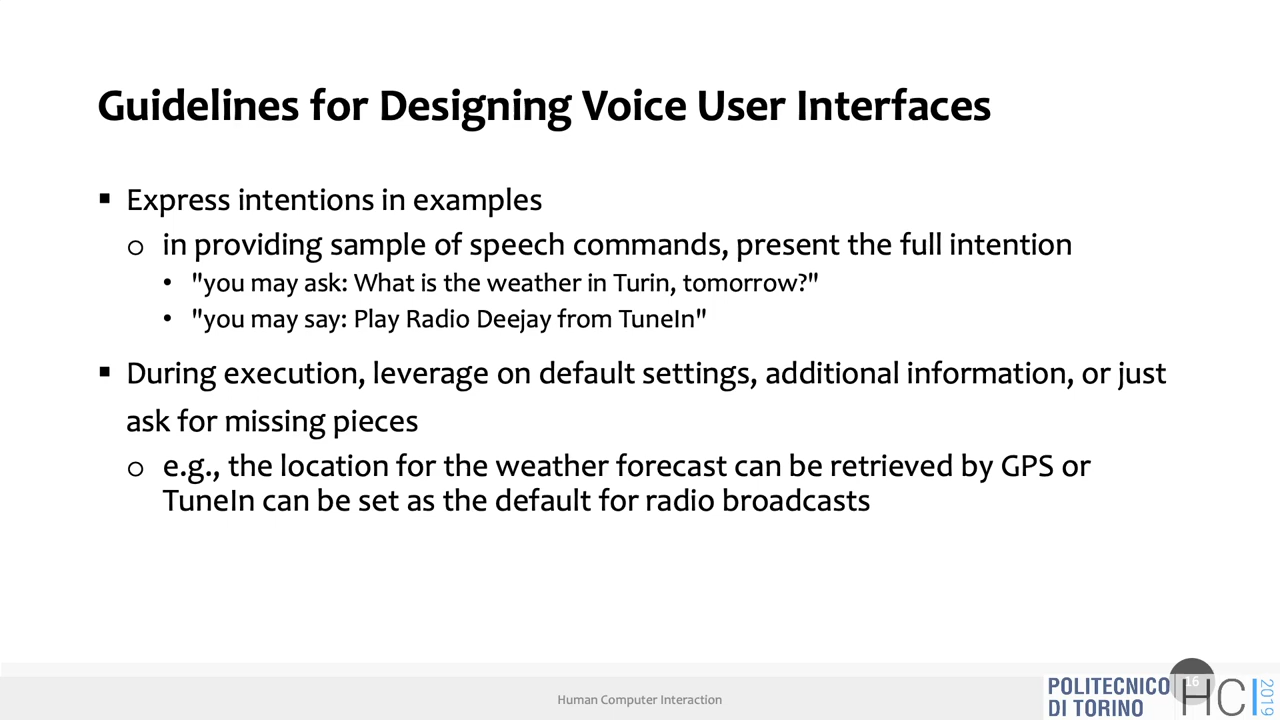 Guidelines for Designing Voice User Interfaces
▪ Express intentions in examples
o in providing sample of speech commands, present the full intention
• "you may ask: What is the weather in Turin, tomorrow?"
• "you may say: Play Radio Deejay from TuneIn"
▪ During execution, leverage on default settings, additional information, or just
ask for missing pieces
o e.g., the location for the weather forecast can be retrieved by GPS or
TuneIn can be set as the default for radio broadcasts
Human Computer Interaction
16
POLITECNICO
DI TORINO
HCI
2019